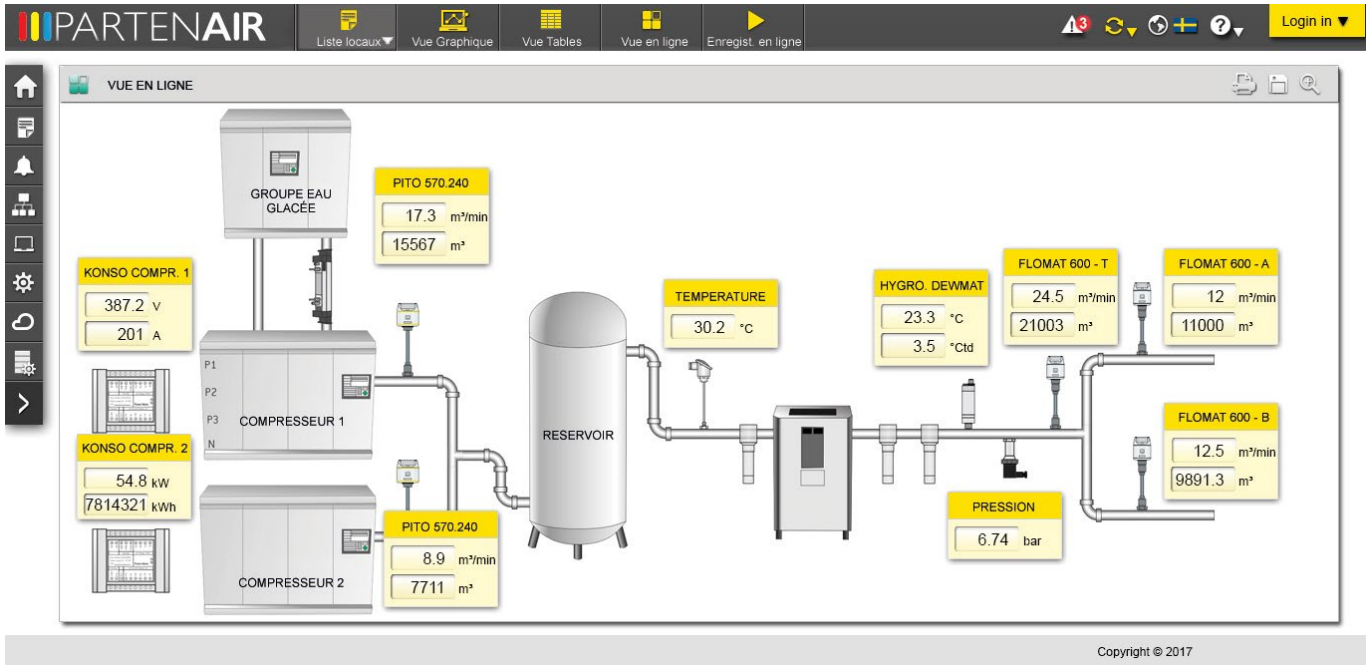 PARTENAIR
Liste locaux
Vue Graphique
Vue Tables
Vue en ligne
Enregist. en ligne
3
?
Login in
VUE EN LIGNE
GROUPE EAU
GLACÉE
PITO 570.240
17.3 m³/min
15567 m³
KONSO COMPR. 1
387.2 V
201 A
P1
P2
P3
N
COMPRESSEUR 1
KONSO COMPR. 2
54.8 kW
7814321 kWh
COMPRESSEUR 2
PITO 570.240
8.9 m³/min
7711 m³
RESERVOIR
TEMPERATURE
30.2 °C
HYGRO. DEWMAT
23.3 °C
3.5 °Ctd
FLOMAT 600 - T
24.5 m³/min
21003 m³
FLOMAT 600 - A
12 m³/min
11000 m³
FLOMAT 600 - B
12.5 m³/min
9891.3 m³
PRESSION
6.74 bar
Copyright © 2017